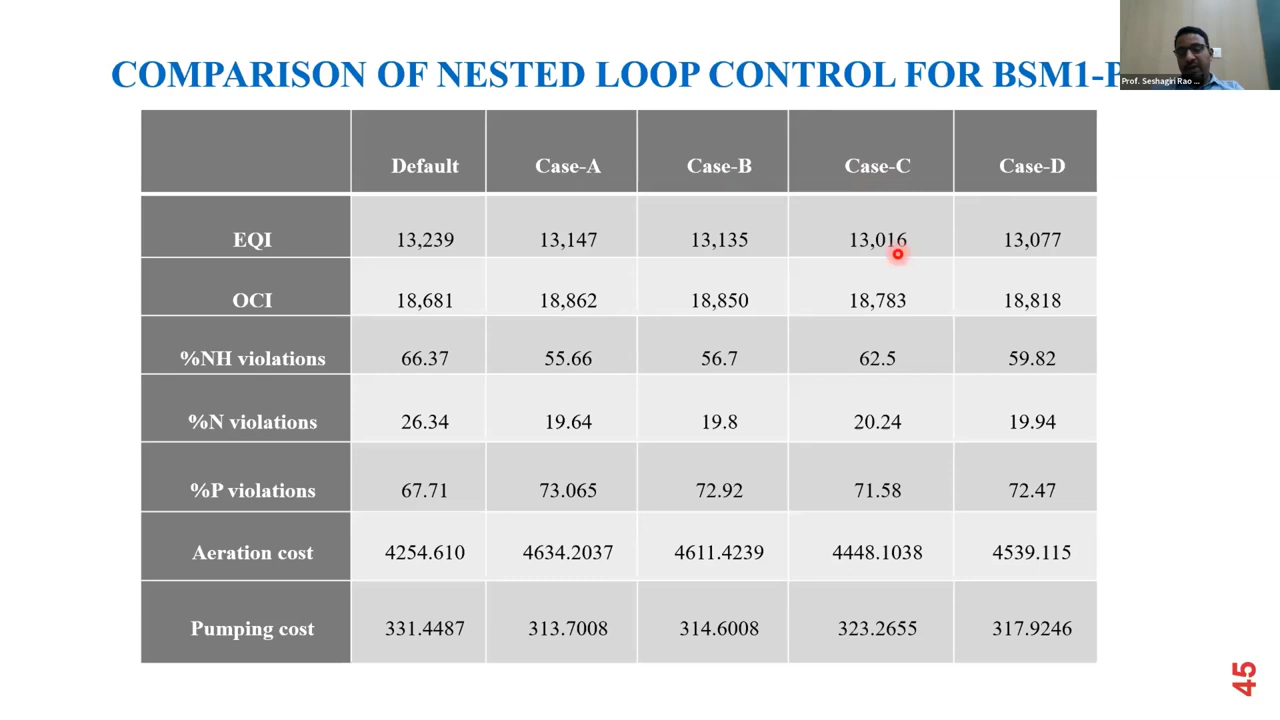 COMPARISON OF NESTED LOOP CONTROL FOR BSM1-P
Prof. Seshagiri Rao ...
Default Case-A Case-B Case-C Case-D
EQI 13,239 13,147 13,135 13,016 13,077
OCI 18,681 18,862 18,850 18,783 18,818
%NH violations 66.37 55.66 56.7 62.5 59.82
%N violations 26.34 19.64 19.8 20.24 19.94
%P violations 67.71 73.065 72.92 71.58 72.47
Aeration cost 4254.610 4634.2037 4611.4239 4448.1038 4539.115
Pumping cost 331.4487 313.7008 314.6008 323.2655 317.9246
45